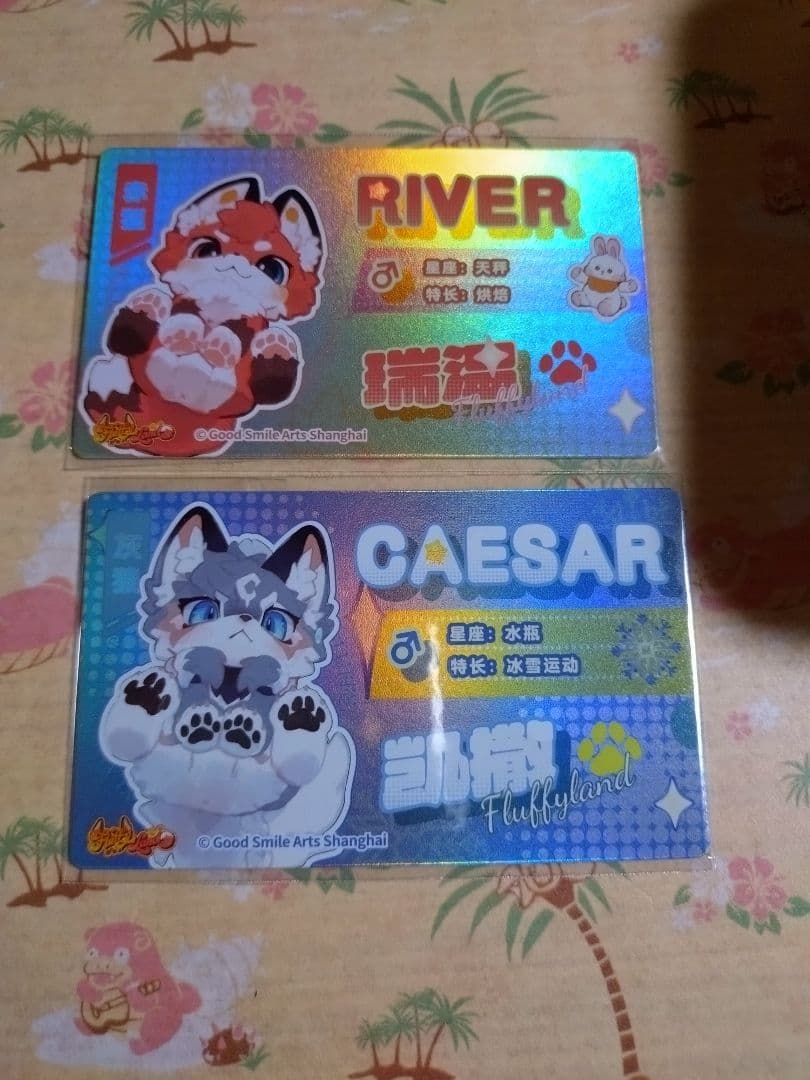 RIVER
星座：天秤
特长：烘焙
瑞
Fluffyland
© Good Smile Arts Shanghai
CAESAR
星座：水瓶
特长：冰雪运动
凯撒
Fluffyland
© Good Smile Arts Shanghai